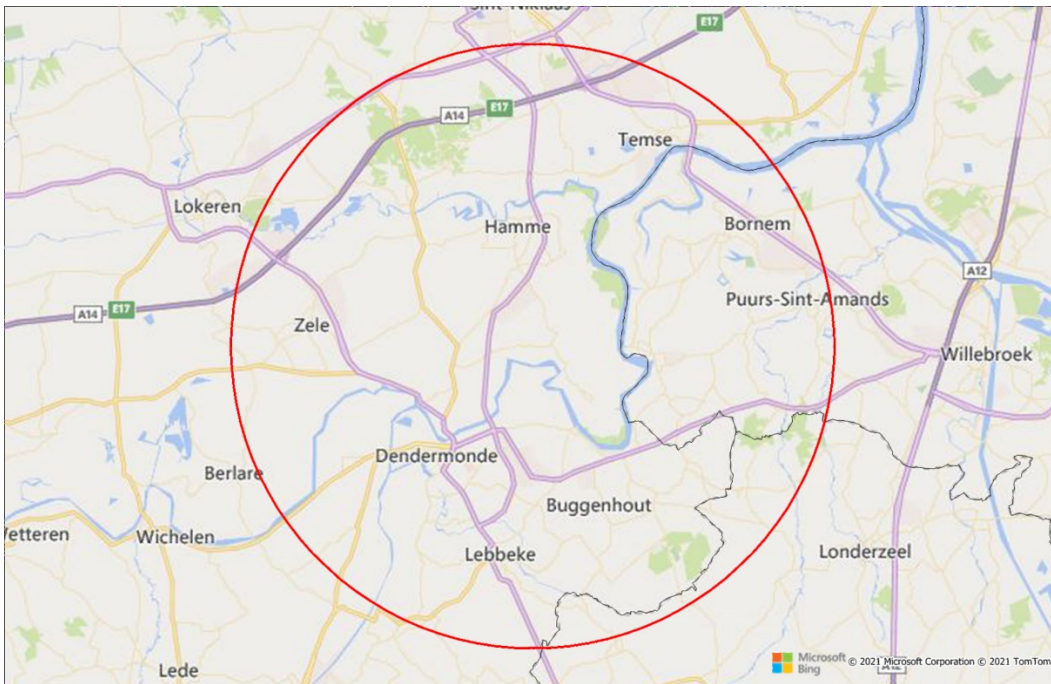 Sint-Niklaas
E17
E17
A14
Temse
Lokeren
Hamme
Bornem
A12
Puurs-Sint-Amands
A14
E17
Zele
Willebroek
Dendermonde
Berlare
Buggenhout
Wichelen
Lebbeke
Londerzeel
Lede
Microsoft
Bing
© 2021 Microsoft Corporation © 2021 TomTom
A12